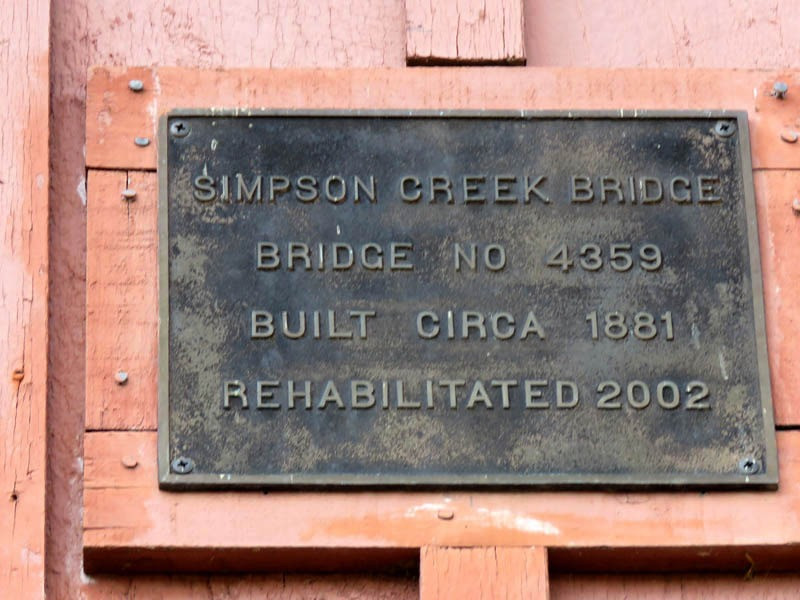 SIMPSON CREEK BRIDGE
BRIDGE NO 4359
BUILT CIRCA 1881
REHABILITATED 2002